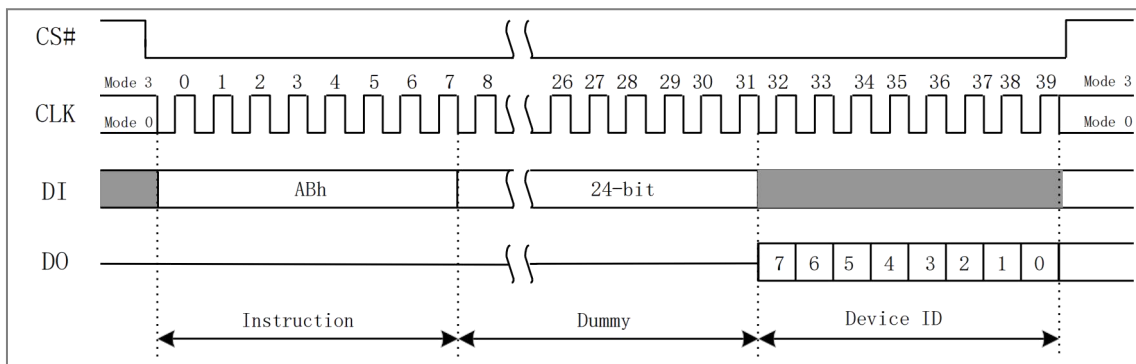 CS#
Mode 3 0 1 2 3 4 5 6 7 8 26 27 28 29 30 31 32 33 34 35 36 37 38 39 Mode 3
CLK
Mode 0 Mode 0
DI ABh 24-bit
DO 7 6 5 4 3 2 1 0
Instruction Dummy Device ID